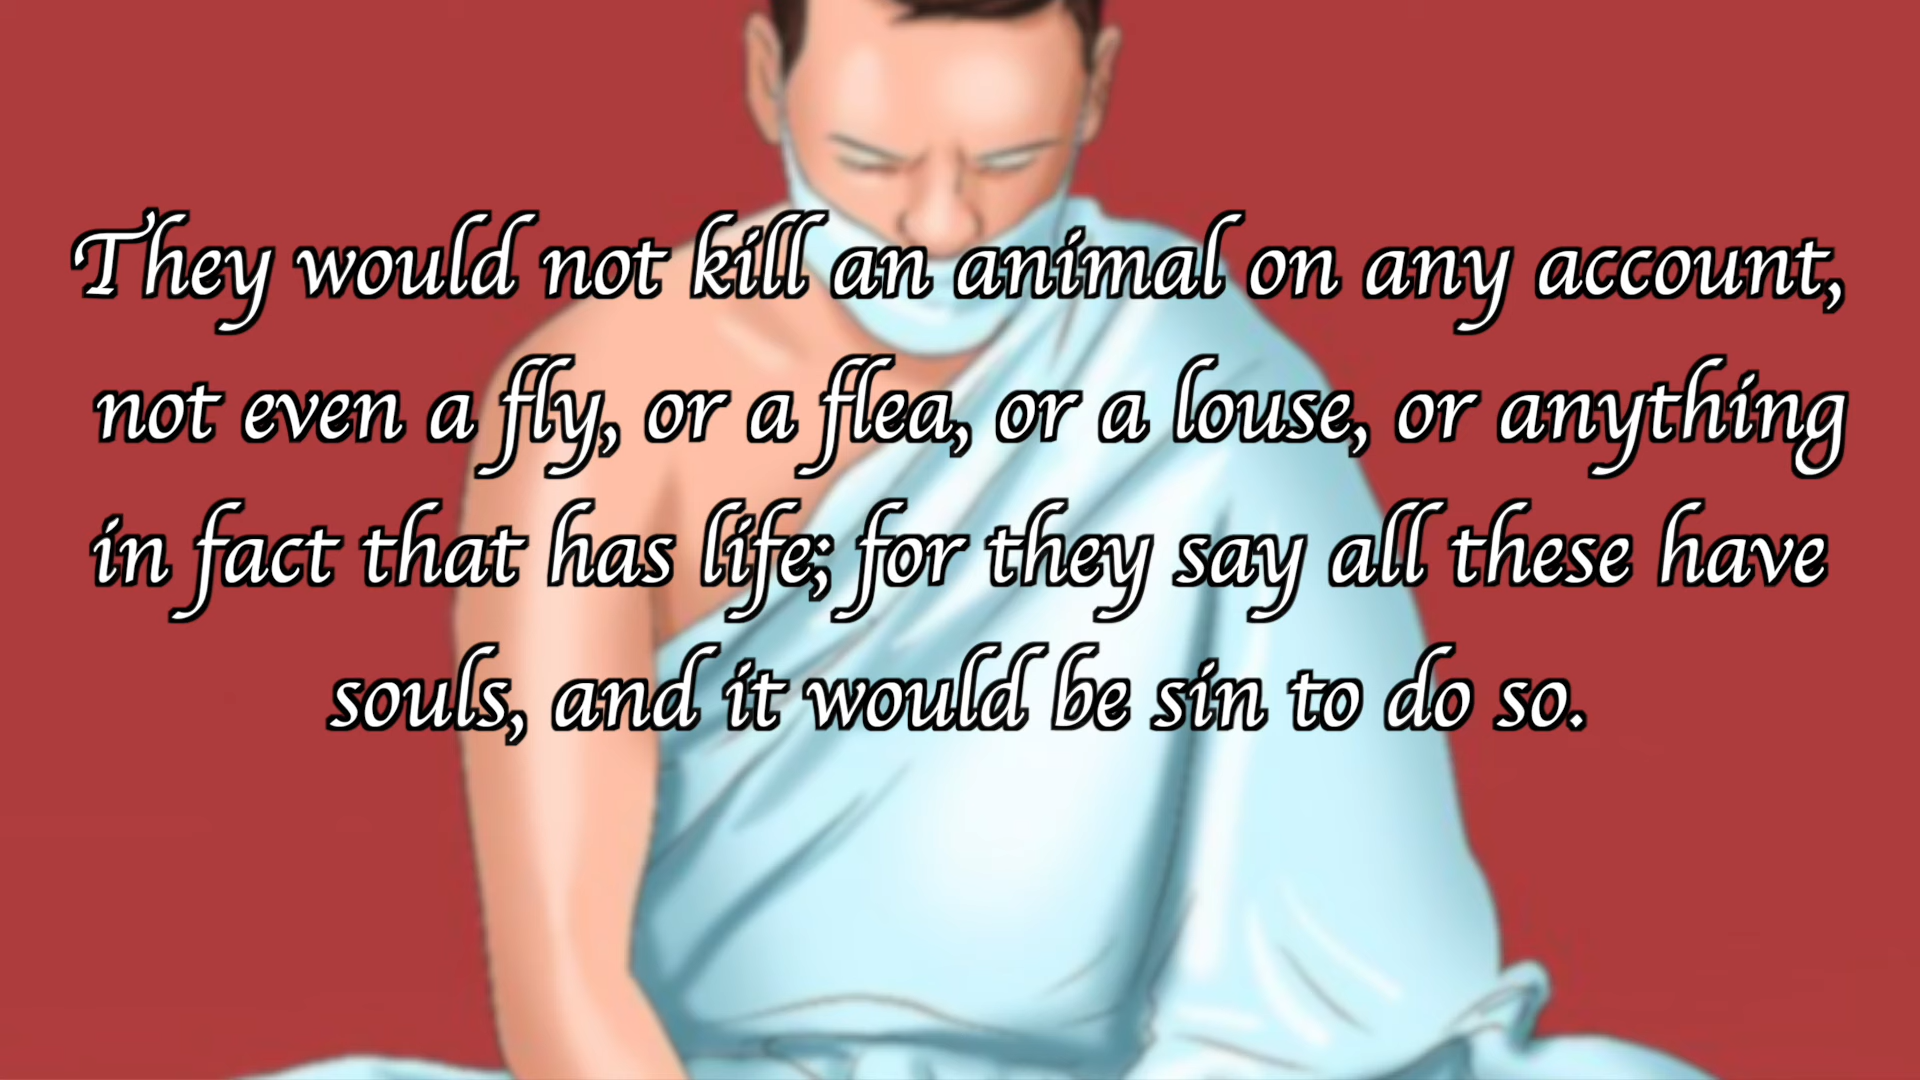 They would not kill an animal on any account,
not even a fly, or a flea, or a louse, or anything
in fact that has life; for they say all these have
souls, and it would be sin to do so.